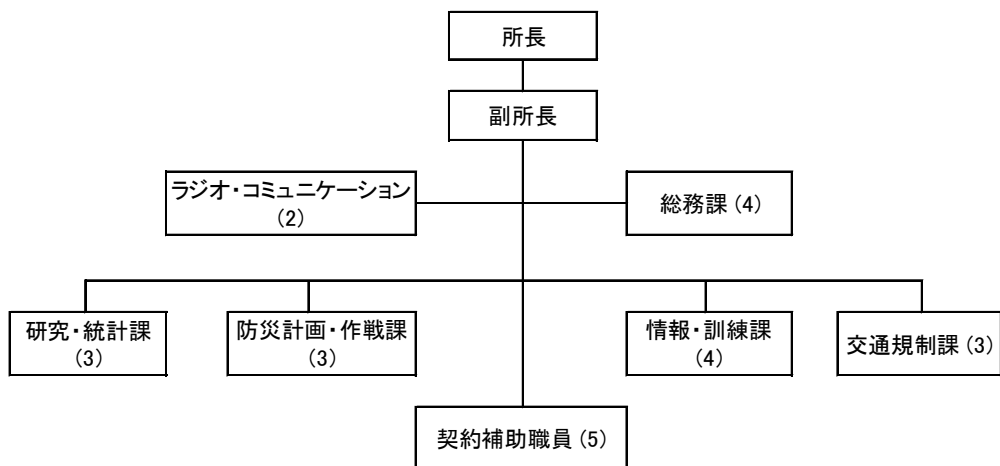 所長
副所長
ラジオ・コミュニケーション
(2)
総務課 (4)
研究・統計課
(3)
防災計画・作戦課
(3)
情報・訓練課
(4)
交通規制課 (3)
契約補助職員 (5)